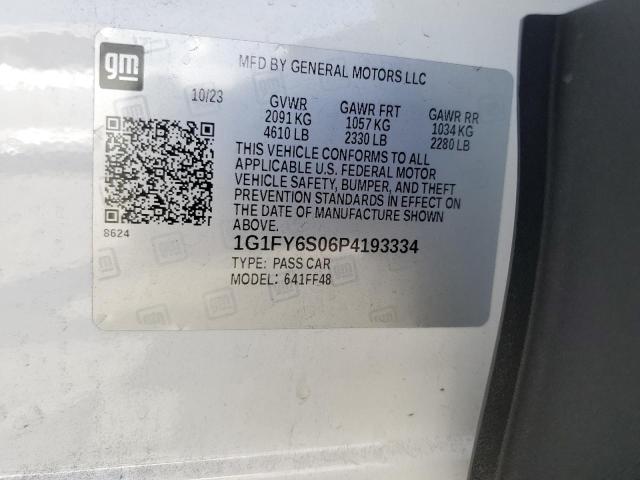 gm
MFD BY GENERAL MOTORS LLC
10/23
GVWR
2091 KG
4610 LB
GAWR FRT
1057 KG
2330 LB
GAWR RR
1034 KG
2280 LB
THIS VEHICLE CONFORMS TO ALL
APPLICABLE U.S. FEDERAL MOTOR
VEHICLE SAFETY, BUMPER, AND THEFT
PREVENTION STANDARDS IN EFFECT ON
THE DATE OF MANUFACTURE SHOWN
ABOVE.
8624
1G1FY6S06P4193334
TYPE: PASS CAR
MODEL: 641FF48